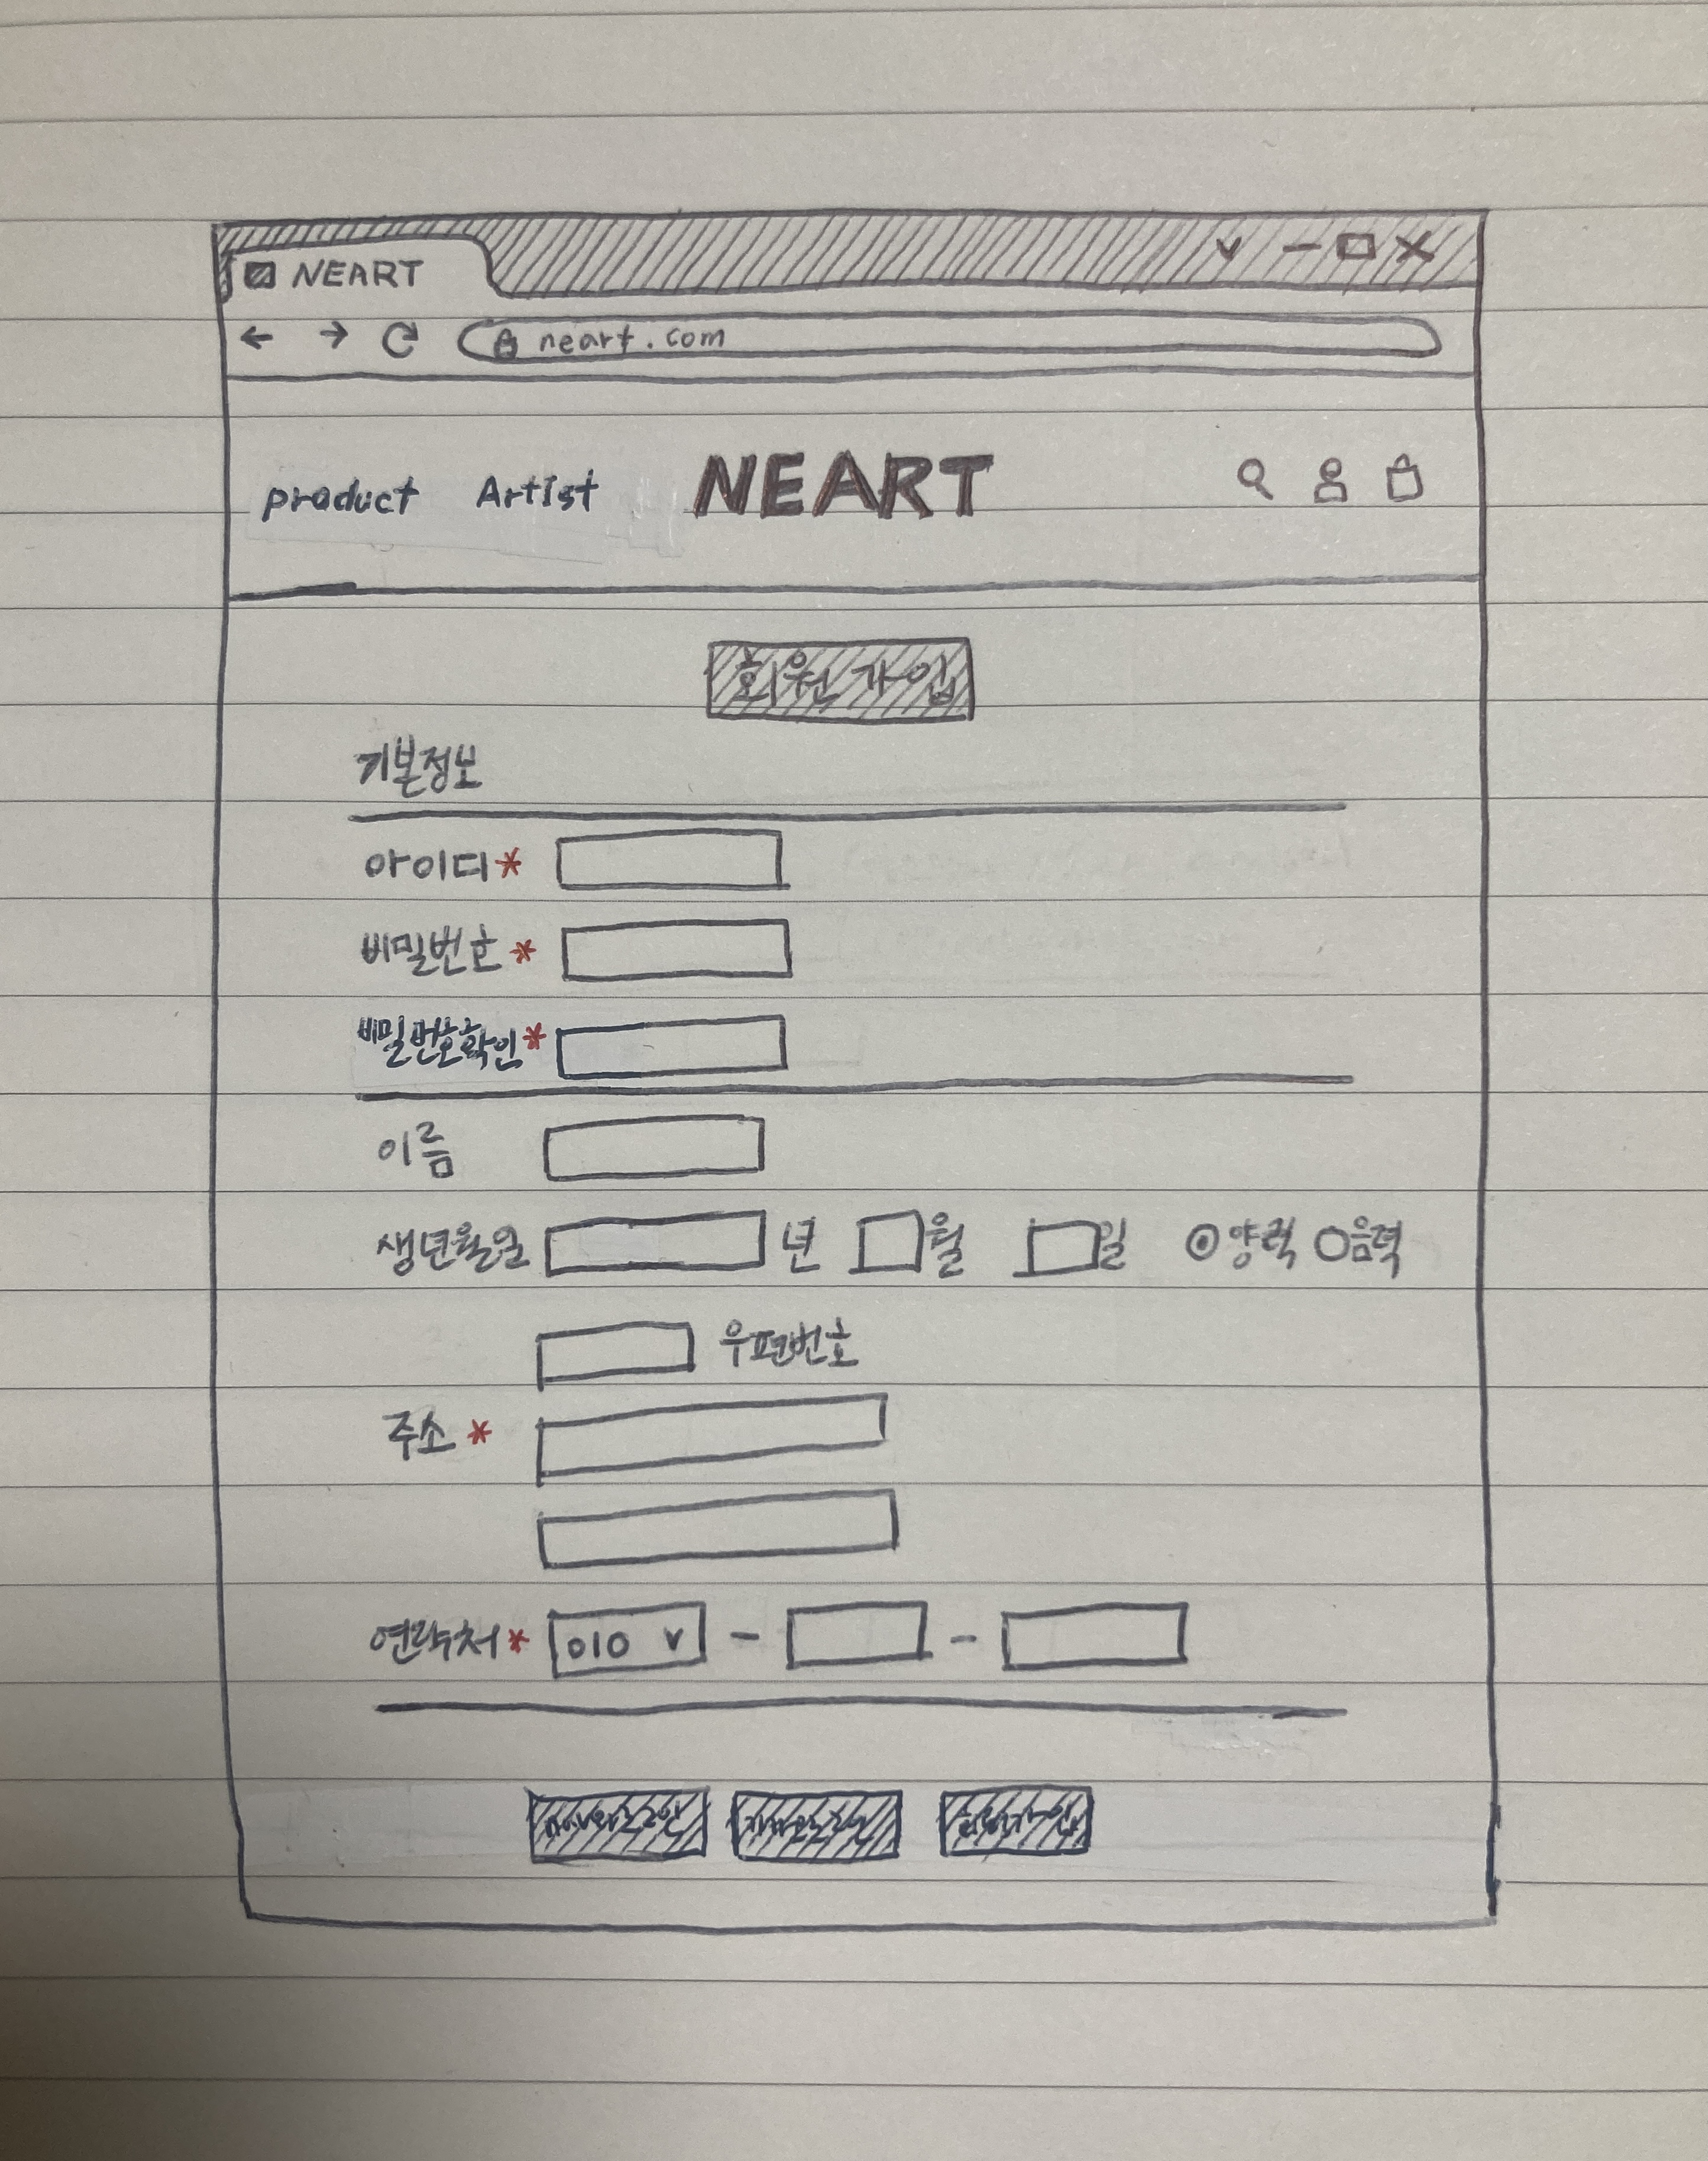 NEART
neart.com
product Artist NEART
회원가입
기본정보
아이디*
비밀번호*
비밀번호확인*
이름
생년월일 년 월 일 양력 음력
우편번호
주소*
연락처* 010 - -
회원가입